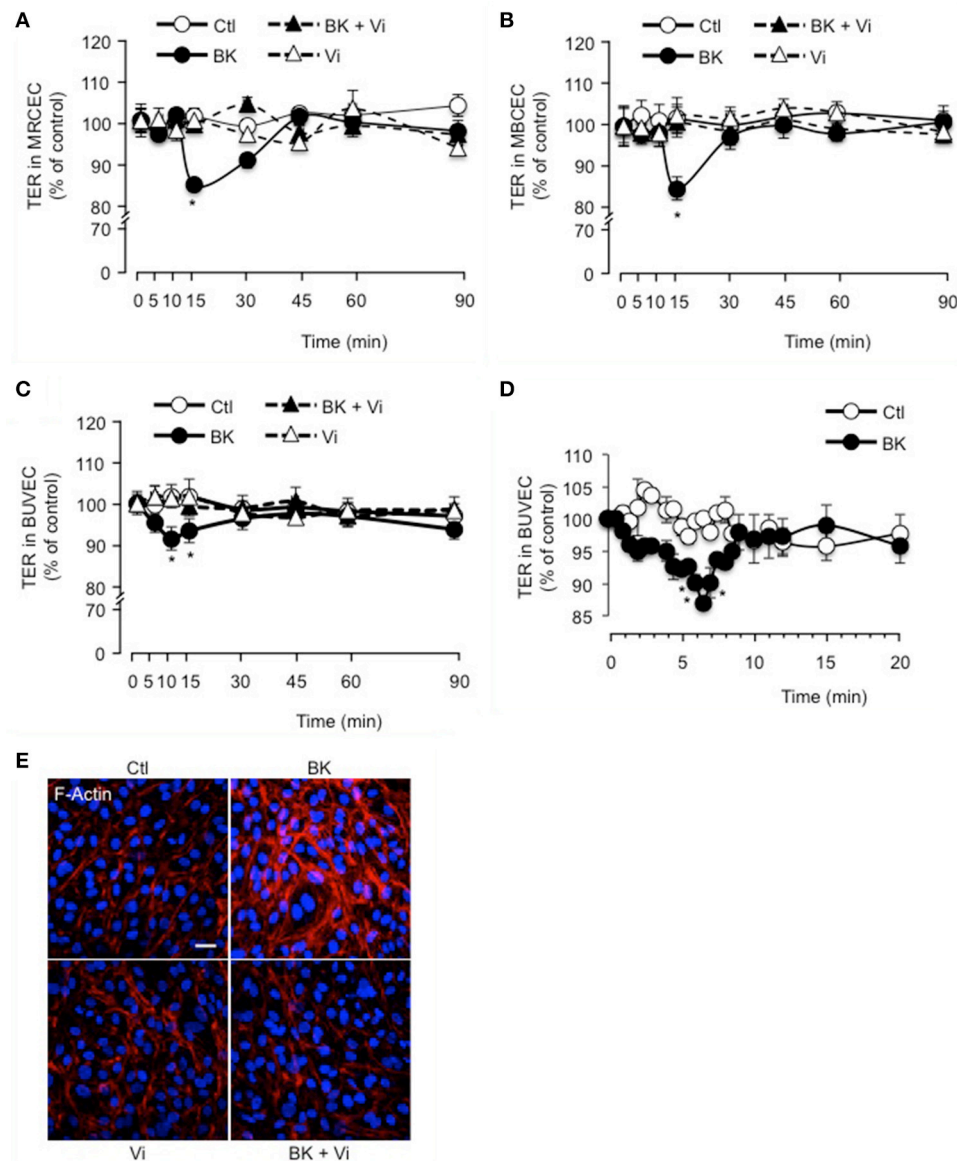 A
Ctl
BK + Vi
BK
Vi
TER in MRCEC
(% of control)
120
110
100
90
80
70
0
0 5 10 15 30 45 60 90
Time (min)
B
Ctl
BK + Vi
BK
Vi
TER in MBCEC
(% of control)
120
110
100
90
80
70
0
*
0 5 10 15 30 45 60 90
Time (min)
C
Ctl
BK + Vi
BK
Vi
TER in BUVEC
(% of control)
120
110
100
90
80
70
0
* *
0 5 10 15 30 45 60 90
Time (min)
D
Ctl
BK
TER in BUVEC
(% of control)
110
105
100
95
90
85
* * * *
0 5 10 15 20
Time (min)
E
Ctl BK
F-Actin
Vi BK + Vi